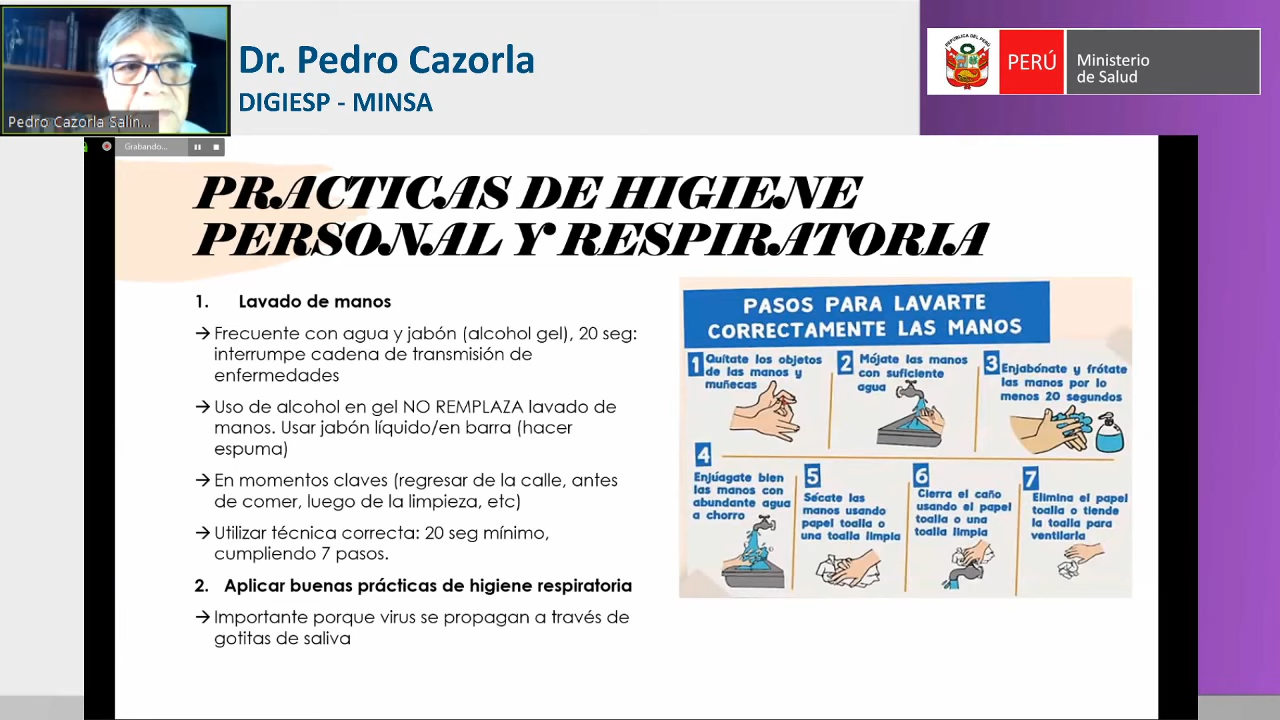 Dr. Pedro Cazorla
DIGIESP - MINSA
REPÚBLICA DEL PERÚ
PERÚ
Ministerio
de Salud
Pedro Cazorla Salin...
Grabando...
PRACTICAS DE HIGIENE
PERSONAL Y RESPIRATORIA
1. Lavado de manos
→ Frecuente con agua y jabón (alcohol gel), 20 seg:
interrumpe cadena de transmisión de
enfermedades
→ Uso de alcohol en gel NO REMPLAZA lavado de
manos. Usar jabón líquido/en barra (hacer
espuma)
→ En momentos claves (regresar de la calle, antes
de comer, luego de la limpieza, etc)
→ Utilizar técnica correcta: 20 seg mínimo,
cumpliendo 7 pasos.
2. Aplicar buenas prácticas de higiene respiratoria
→ Importante porque virus se propagan a través de
gotitas de saliva
PASOS PARA LAVARTE
CORRECTAMENTE LAS MANOS
1 Quítate los objetos
de las manos y
muñecas
2 Mójate las manos
con suficiente
agua
3 Enjabónate y frótate
las manos por lo
menos 20 segundos
4
Enjúagate bien
las manos con
abundante agua
a chorro
5
Sécate las
manos usando
papel toalla o
una toalla limpia
6
Cierra el caño
usando el papel
toalla o una
toalla limpia
7
Elimina el papel
toalla o tiende
la toalla para
ventilarla